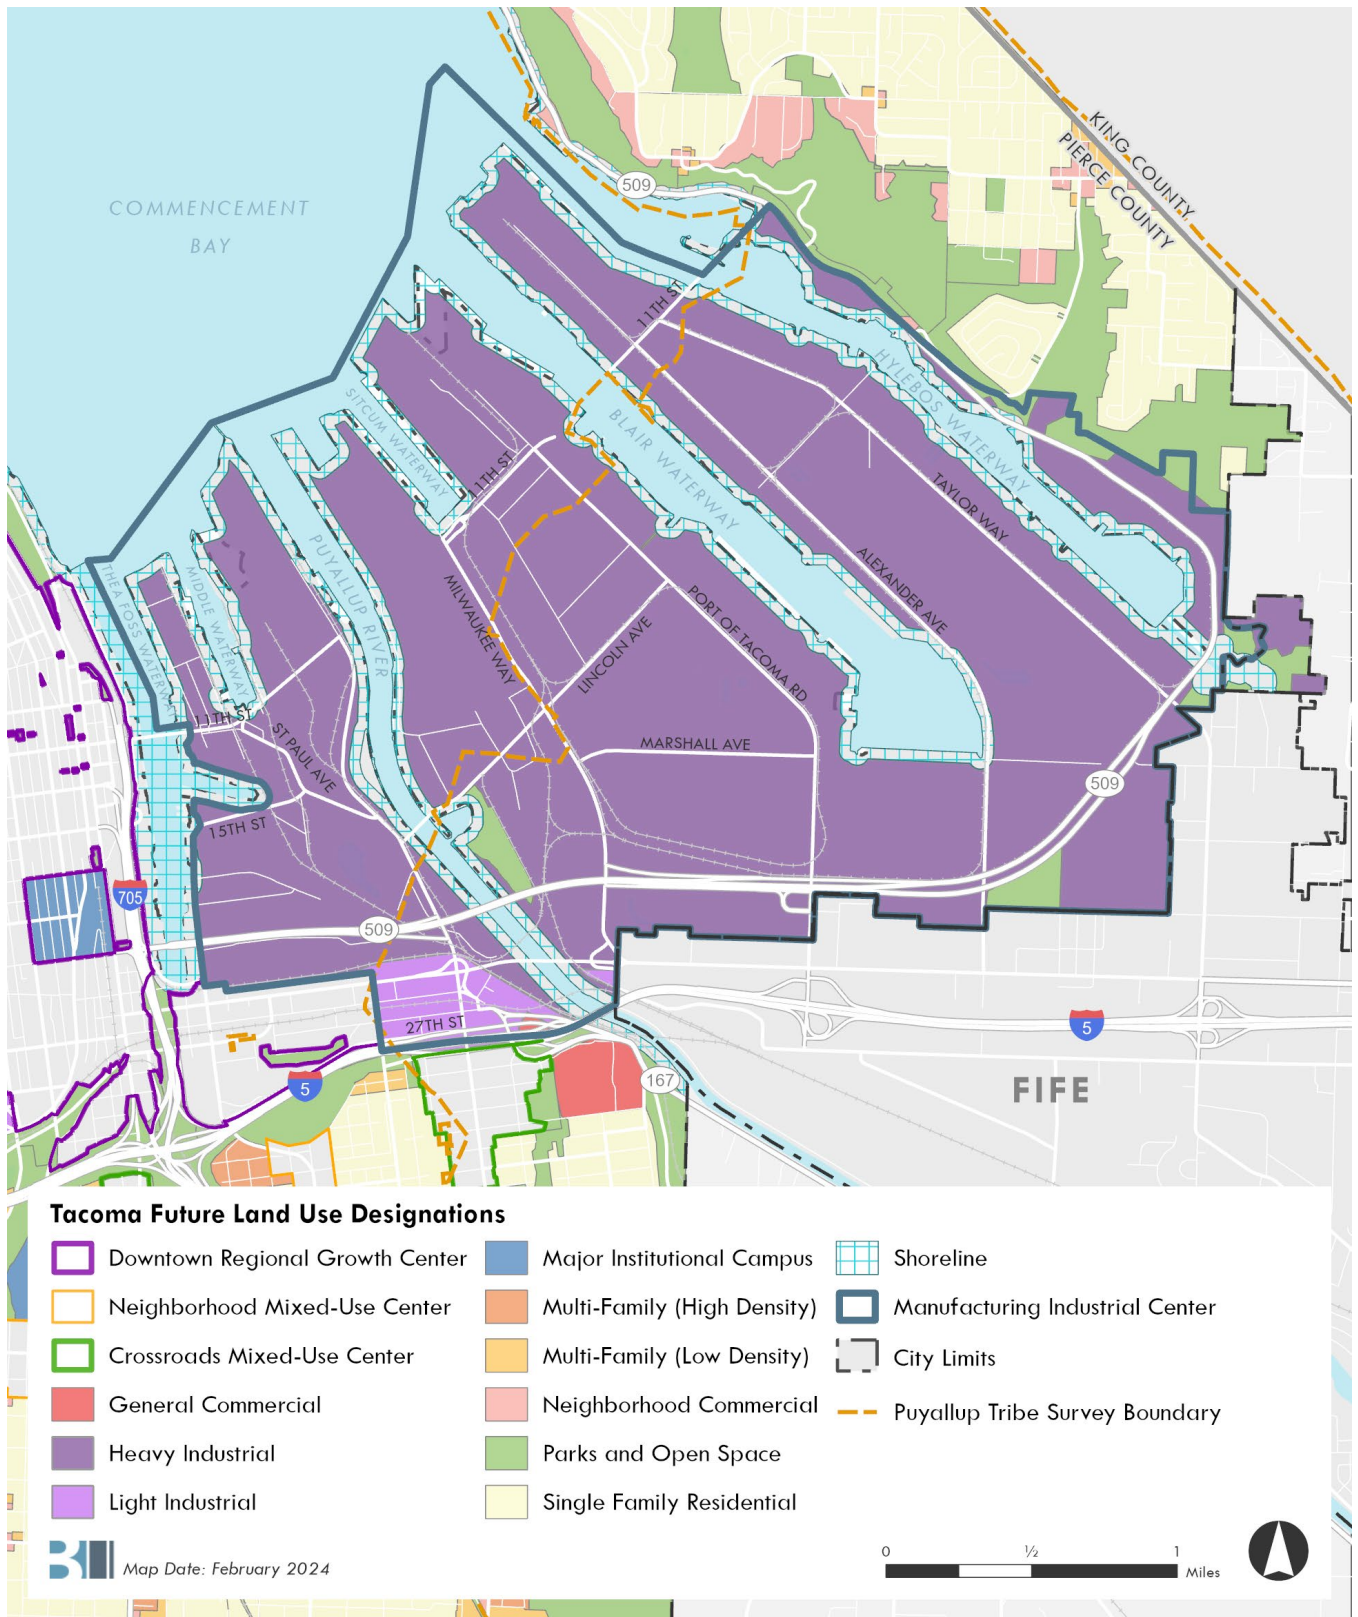 KING COUNTY
PIERCE COUNTY
509
COMMENCEMENT
BAY
11TH ST
HYLEBOS WATERWAY
SITCUM WATERWAY
BLAIR WATERWAY
11TH ST
TAYLOR WAY
PUYALLUP RIVER
ALEXANDER AVE
THEA FOSS WATERWAY
MIDDLE WATERWAY
MILWAUKEE WAY
PORT OF TACOMA RD
LINCOLN AVE
11TH ST
ST PAUL AVE
MARSHALL AVE
509
15TH ST
705
509
27TH ST
5
5
167
FIFE
Tacoma Future Land Use Designations
Downtown Regional Growth Center
Neighborhood Mixed-Use Center
Crossroads Mixed-Use Center
General Commercial
Heavy Industrial
Light Industrial
Major Institutional Campus
Multi-Family (High Density)
Multi-Family (Low Density)
Neighborhood Commercial
Parks and Open Space
Single Family Residential
Shoreline
Manufacturing Industrial Center
City Limits
Puyallup Tribe Survey Boundary
Map Date: February 2024
0 ½ 1
Miles